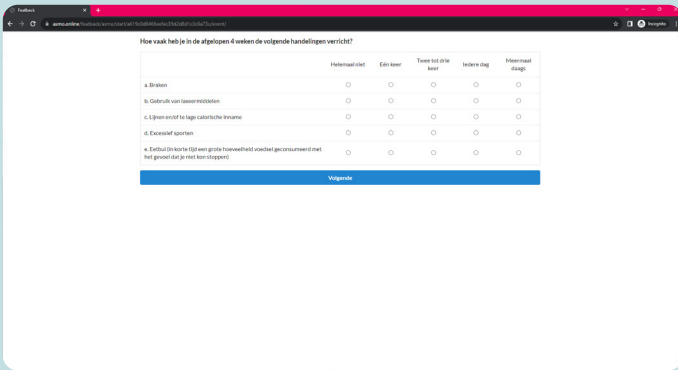 Feedback
asmo.online
Incognito
Hoe vaak heb je in de afgelopen 4 weken de volgende handelingen verricht?
Helemaal niet
Eén keer
Twee tot drie
keer
Iedere dag
Meermaal
daags
a. Braken
b. Gebruik van laxeermiddelen
c. Lijnen en/of te lage calorische inname
d. Excessief sporten
e. Eetbui (in korte tijd een grote hoeveelheid voedsel geconsumeerd met
het gevoel dat je niet kon stoppen)
Volgende